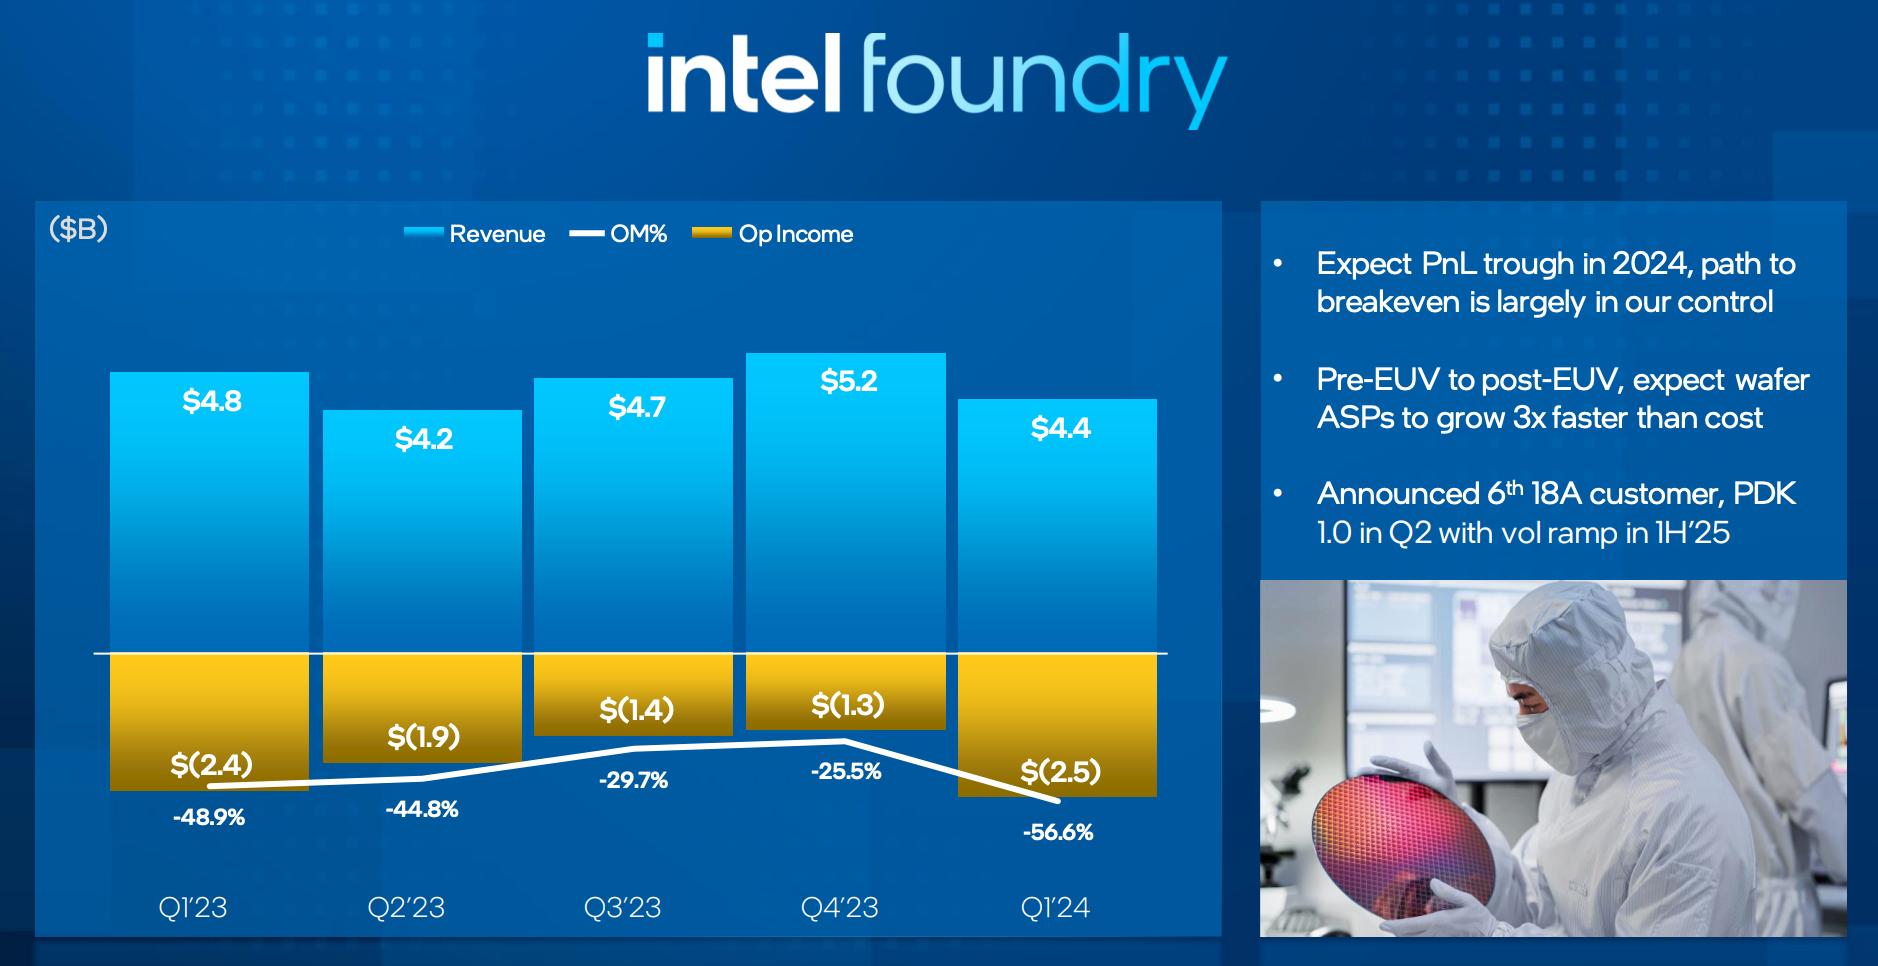 intel foundry
($B)
Revenue OM% Op Income
$4.8 $4.2 $4.7 $5.2 $4.4
$(2.4) $(1.9) $(1.4) $(1.3) $(2.5)
-48.9% -44.8% -29.7% -25.5% -56.6%
Q1'23 Q2'23 Q3'23 Q4'23 Q1'24
• Expect PnL trough in 2024, path to
breakeven is largely in our control
• Pre-EUV to post-EUV, expect wafer
ASPs to grow 3x faster than cost
• Announced 6th 18A customer, PDK
1.0 in Q2 with vol ramp in 1H'25